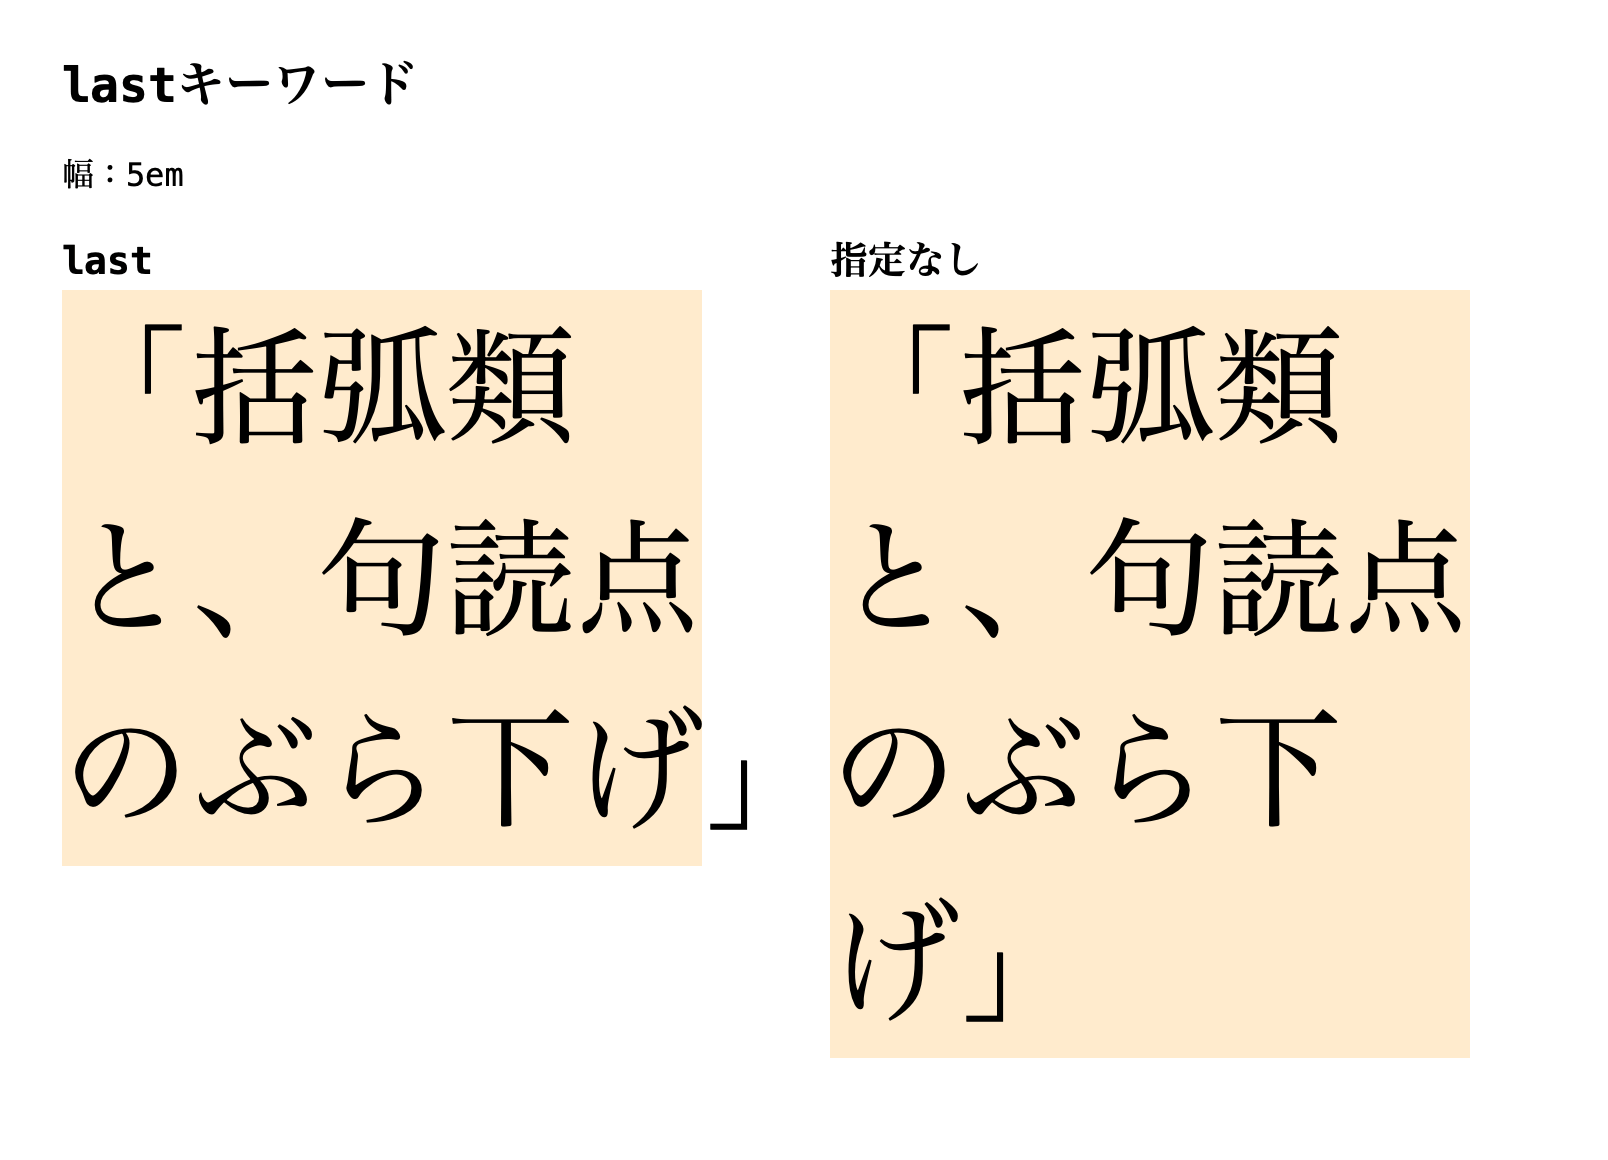 lastキーワード
幅：5em
last
「括弧類
と、句読点
のぶら下げ」
指定なし
「括弧類
と、句読点
のぶら下
げ」